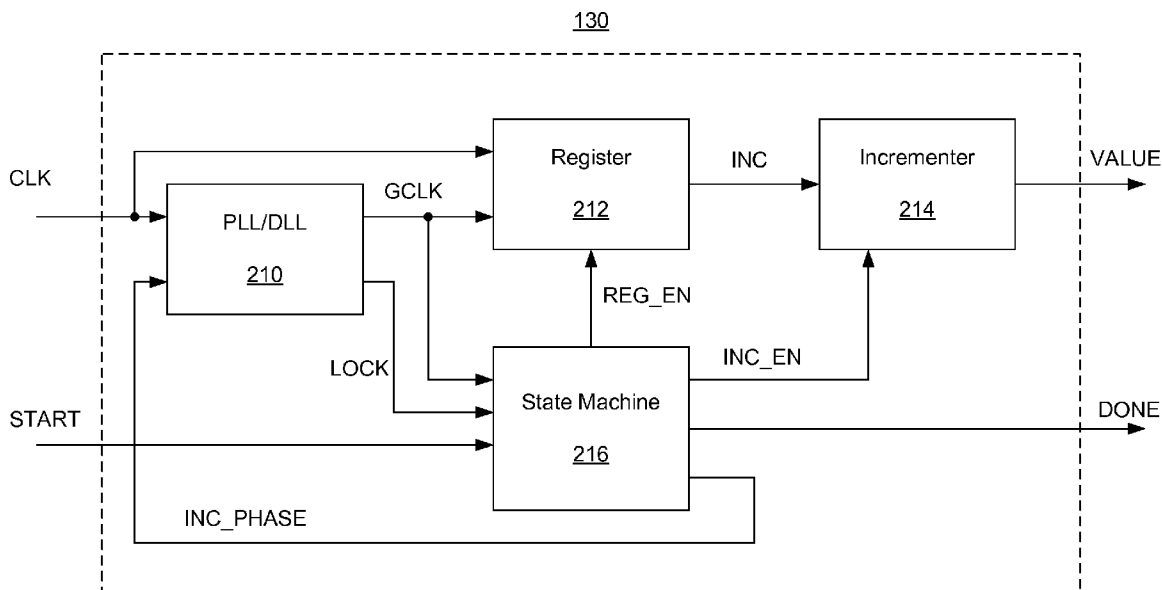 130
Register
INC
Incrementer
VALUE
CLK
GCLK
212
214
PLL/DLL
210
REG_EN
LOCK
INC_EN
State Machine
START
DONE
216
INC_PHASE